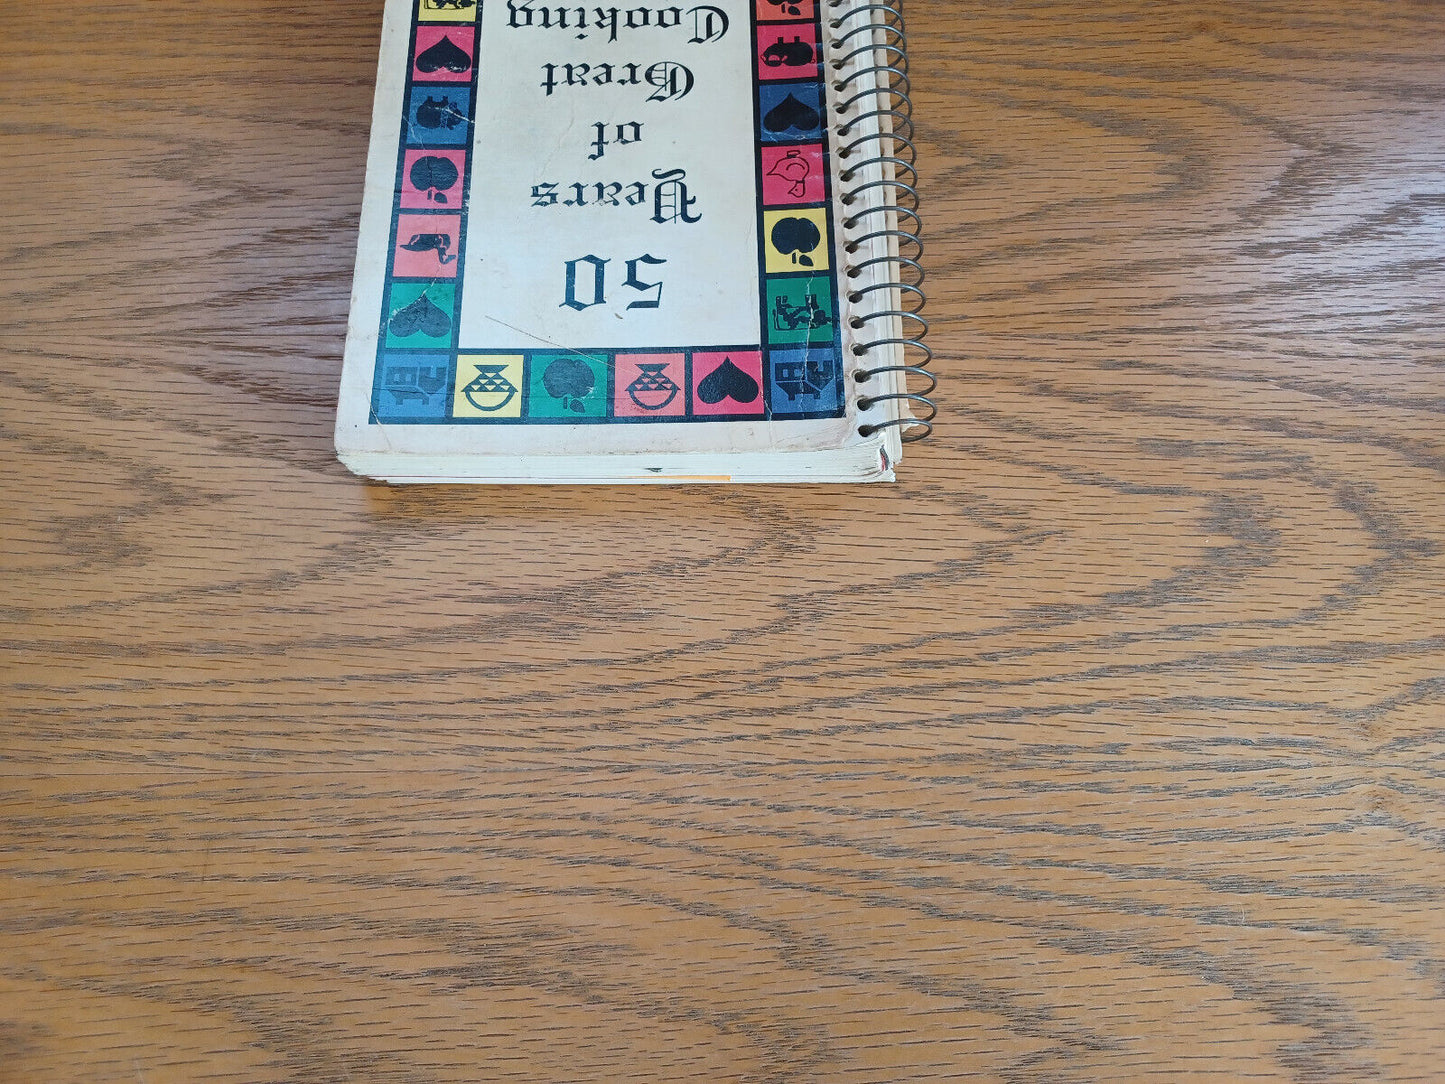 50
Years
of
Great
Cooking